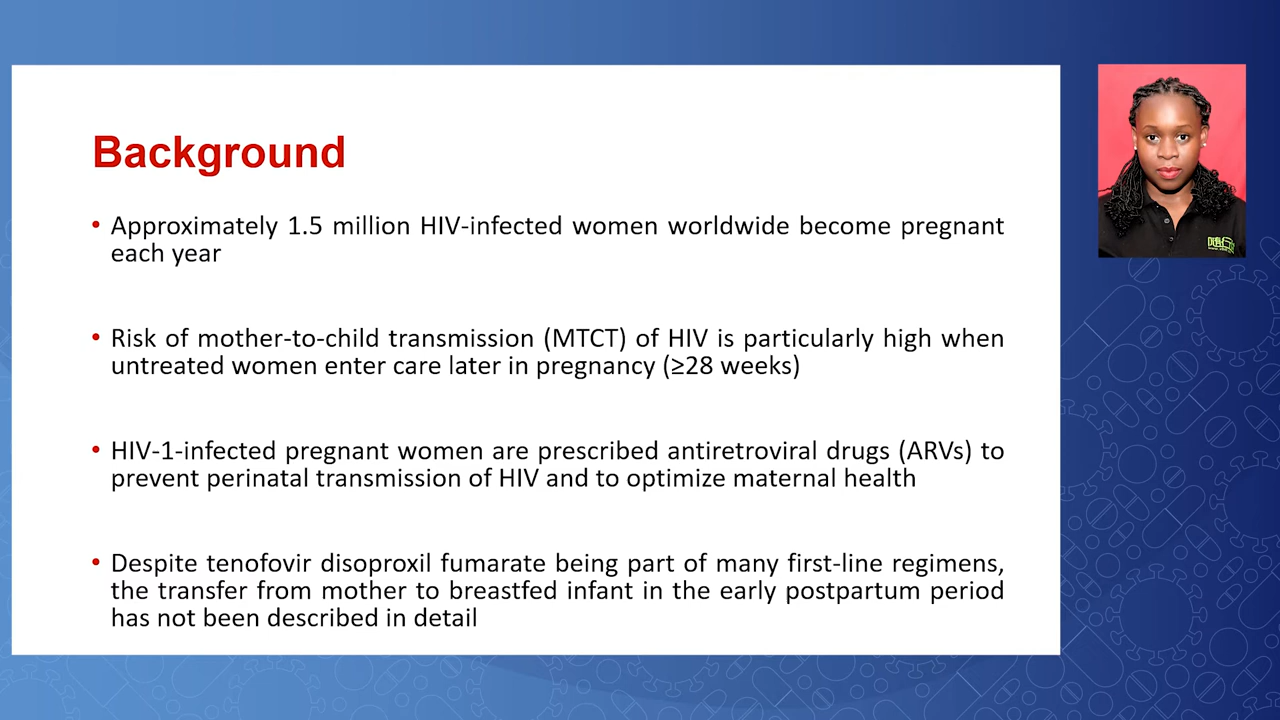 Background
• Approximately 1.5 million HIV-infected women worldwide become pregnant
each year
• Risk of mother-to-child transmission (MTCT) of HIV is particularly high when
untreated women enter care later in pregnancy (≥28 weeks)
• HIV-1-infected pregnant women are prescribed antiretroviral drugs (ARVs) to
prevent perinatal transmission of HIV and to optimize maternal health
• Despite tenofovir disoproxil fumarate being part of many first-line regimens,
the transfer from mother to breastfed infant in the early postpartum period
has not been described in detail